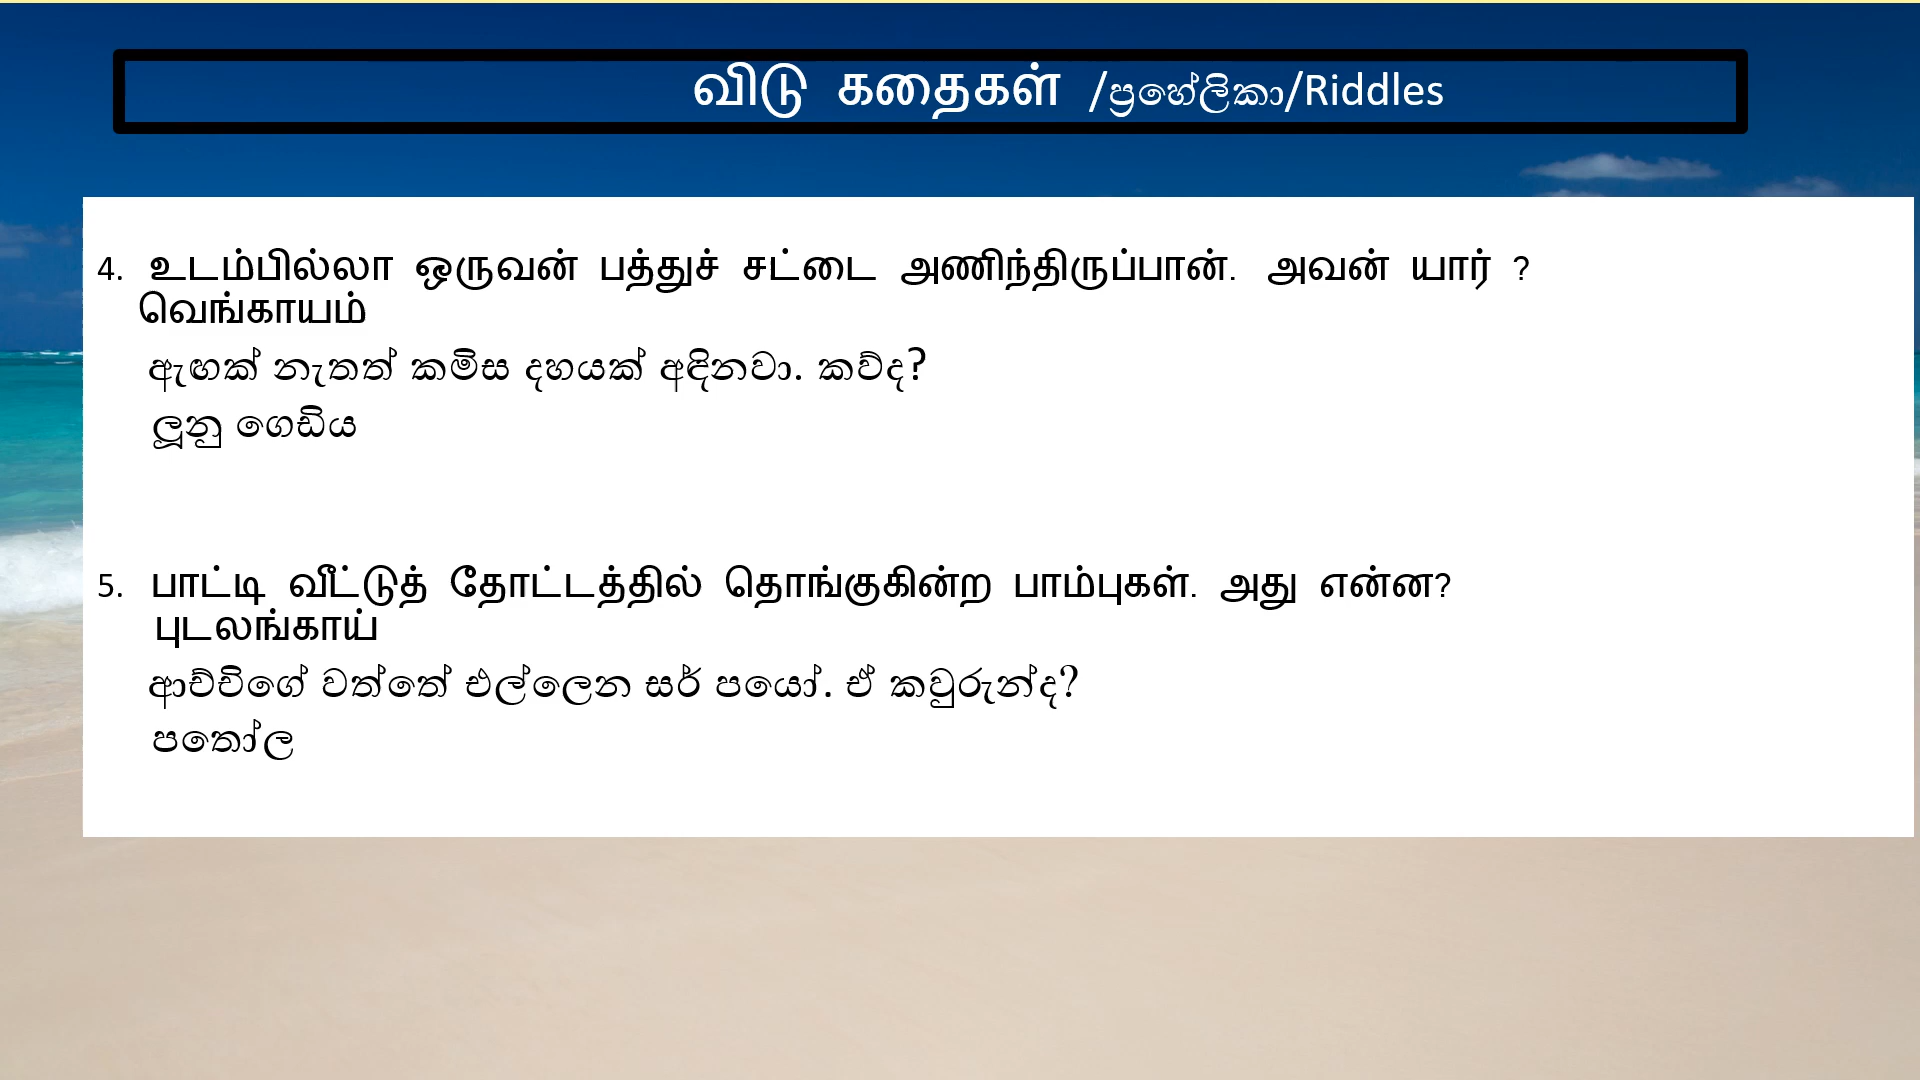 விடு கதைகள் /ප්‍රහේලිකා/Riddles
4. உடம்பில்லா ஒருவன் பத்துச் சட்டை அணிந்திருப்பான். அவன் யார் ?
வெங்காயம்
ඇඟක් නැතත් කමිස දහයක් අඳිනවා. කව්ද?
ලූනු ගෙඩිය
5. பாட்டி வீட்டுத் தோட்டத்தில் தொங்குகின்ற பாம்புகள். அது என்ன?
புடலங்காய்
ආච්චිගේ වත්තේ එල්ලෙන සර් පයෝ. ඒ කවුරුන්ද?
පතෝල